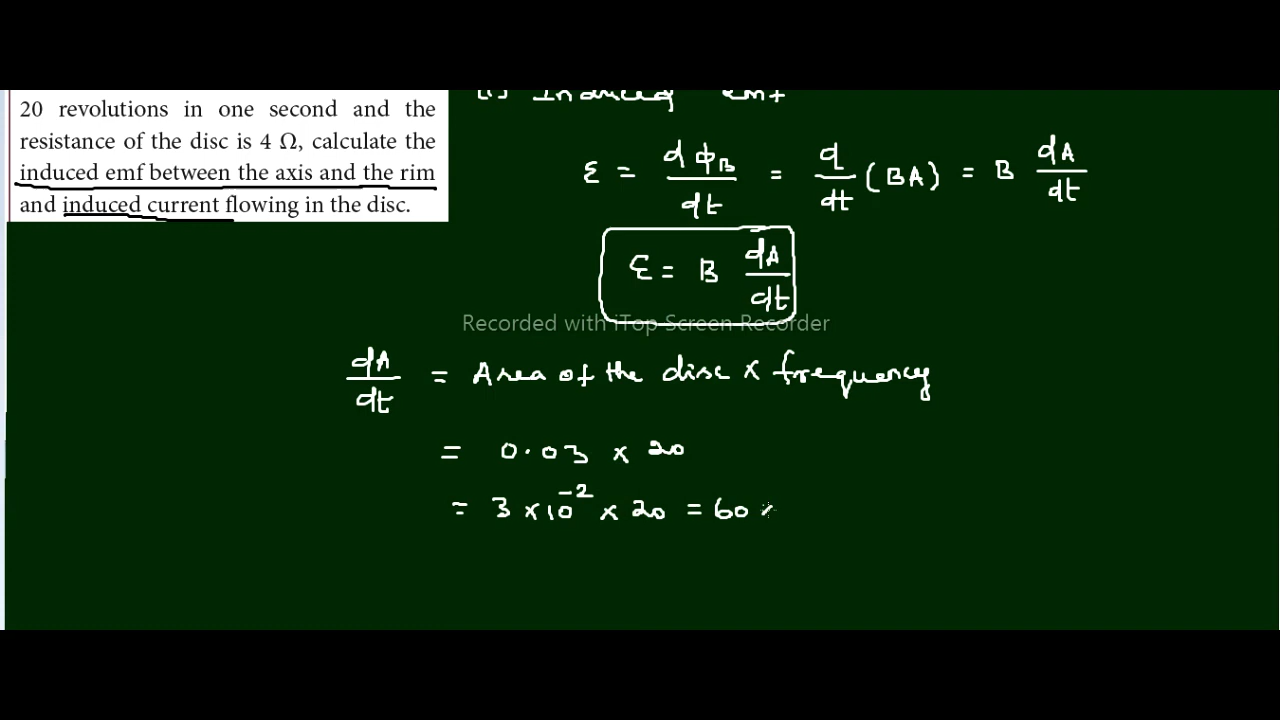 20 revolutions in one second and the
resistance of the disc is 4 Ω, calculate the
induced emf between the axis and the rim
and induced current flowing in the disc.
(i) Induced emf
ε = dϕB/dt = d/dt (BA) = B dA/dt
ε = B dA/dt
Recorded with iTop Screen Recorder
dA/dt = Area of the disc × frequency
= 0.03 × 20
= 3 × 10⁻² × 20 = 60 ×